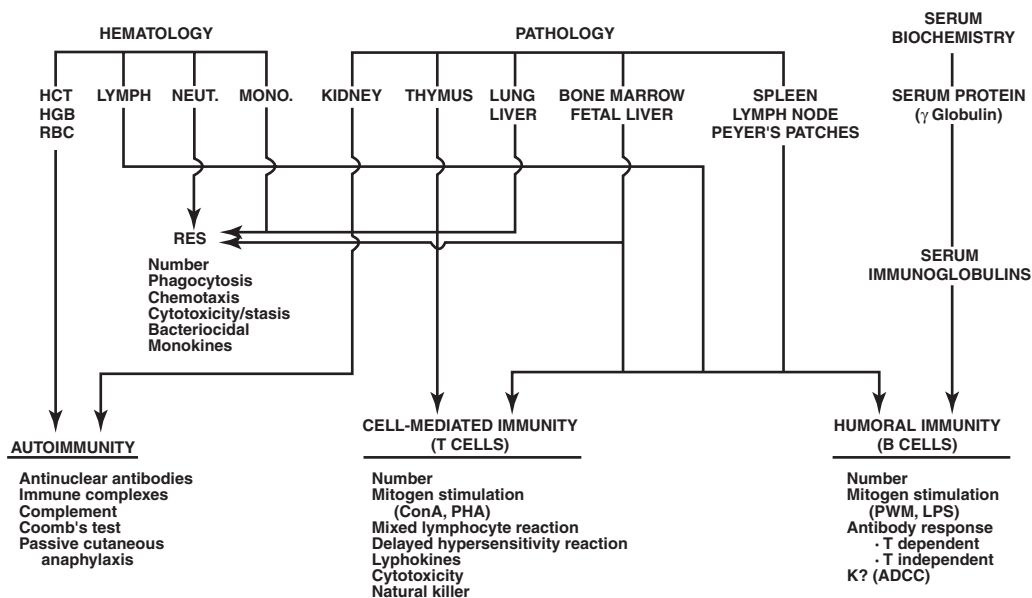 HEMATOLOGY
PATHOLOGY
SERUM
BIOCHEMISTRY
HCT
HGB
RBC
LYMPH
NEUT.
MONO.
KIDNEY
THYMUS
LUNG
LIVER
BONE MARROW
FETAL LIVER
SPLEEN
LYMPH NODE
PEYER'S PATCHES
SERUM PROTEIN
(γ Globulin)
RES
Number
Phagocytosis
Chemotaxis
Cytotoxicity/stasis
Bacteriocidal
Monokines
SERUM
IMMUNOGLOBULINS
AUTOIMMUNITY
Antinuclear antibodies
Immune complexes
Complement
Coomb's test
Passive cutaneous
anaphylaxis
CELL-MEDIATED IMMUNITY
(T CELLS)
Number
Mitogen stimulation
(ConA, PHA)
Mixed lymphocyte reaction
Delayed hypersensitivity reaction
Lyphokines
Cytotoxicity
Natural killer
HUMORAL IMMUNITY
(B CELLS)
Number
Mitogen stimulation
(PWM, LPS)
Antibody response
· T dependent
· T independent
K? (ADCC)